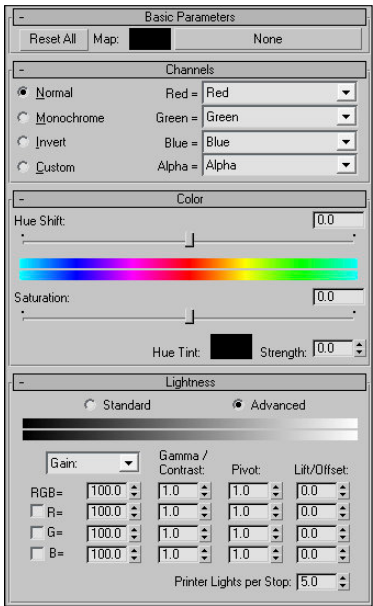 - Basic Parameters
Reset All Map: None
- Channels
Normal Red = Red
Monochrome Green = Green
Invert Blue = Blue
Custom Alpha = Alpha
- Color
Hue Shift: 0.0
Saturation: 0.0
Hue Tint: Strength: 0.0
- Lightness
Standard Advanced
Gain: Gamma / Contrast: Pivot: Lift/Offset:
RGB= 100.0 1.0 1.0 0.0
R= 100.0 1.0 1.0 0.0
G= 100.0 1.0 1.0 0.0
B= 100.0 1.0 1.0 0.0
Printer Lights per Stop: 5.0